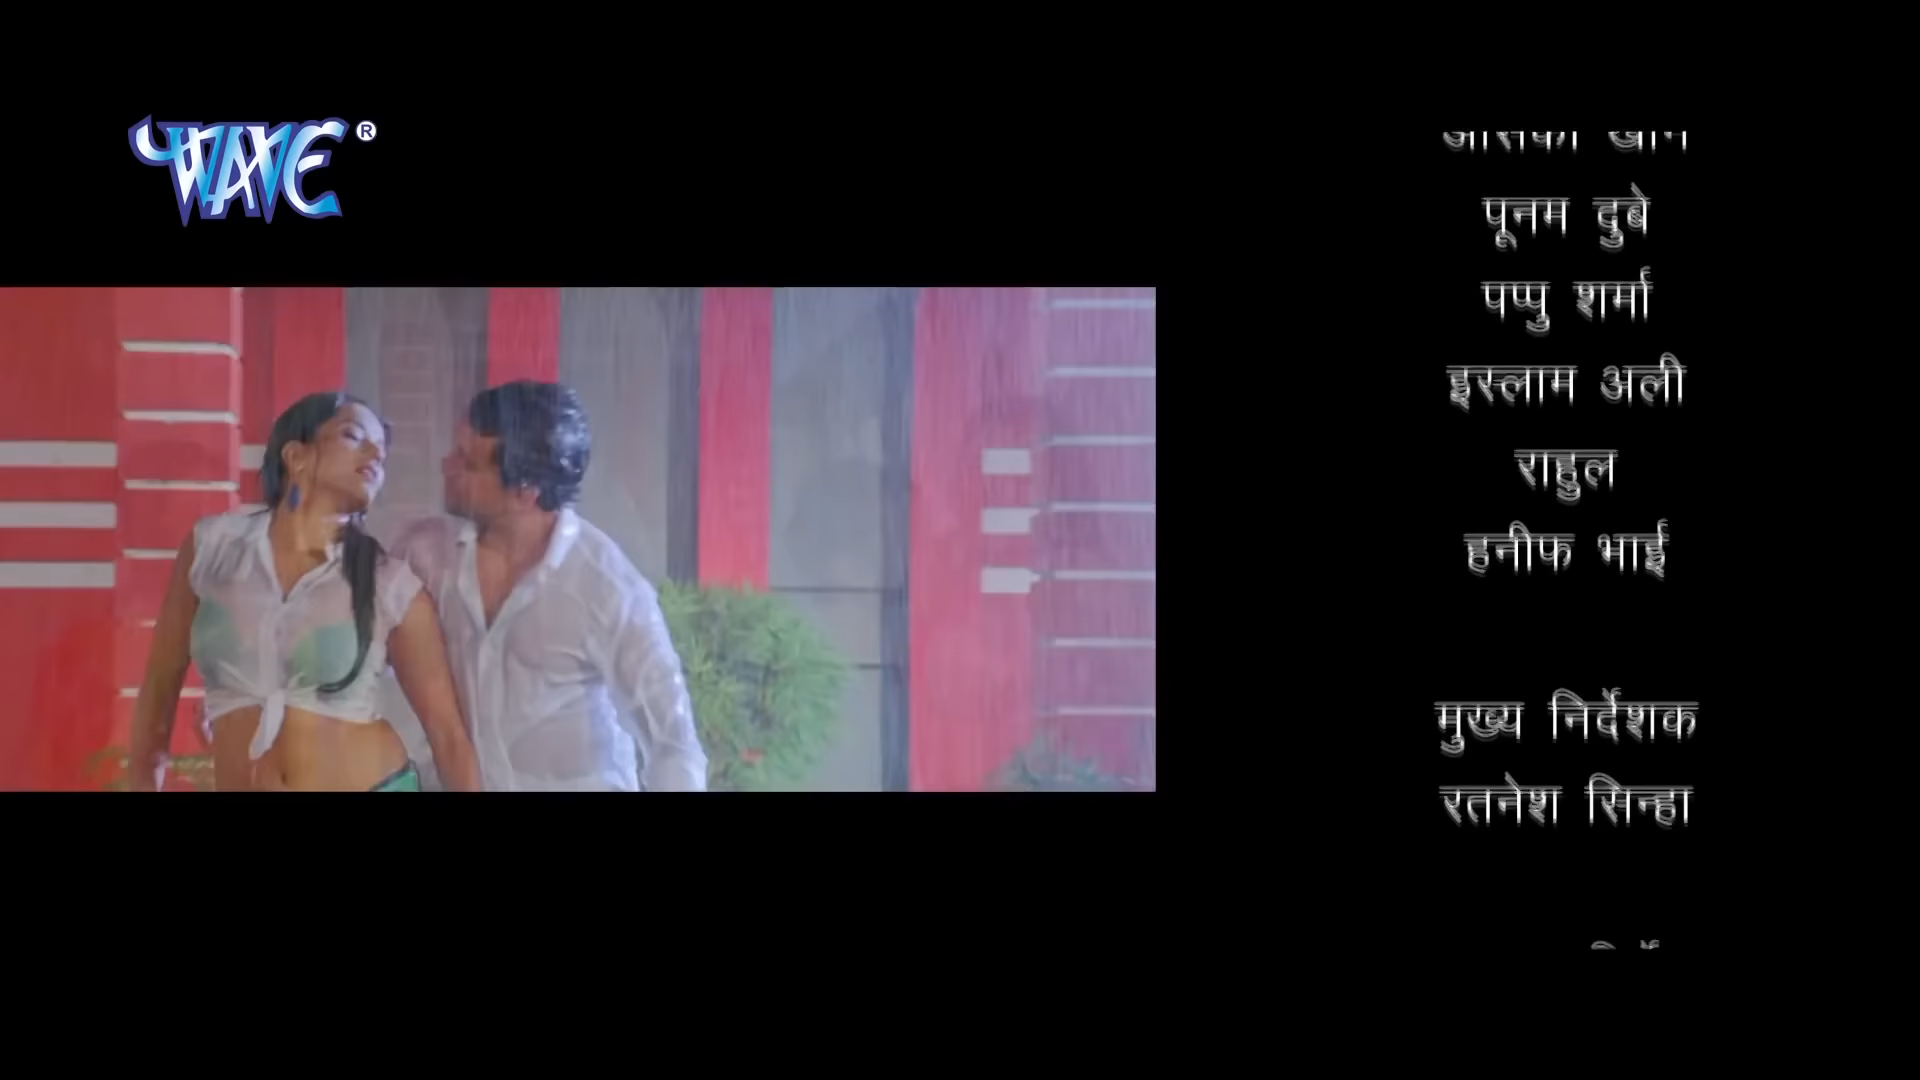 WAVE®
पूनम दुबे
पप्पु शर्मा
इस्लाम अली
राहुल
हनीफ भाई
मुख्य निर्देशक
रतनेश सिन्हा